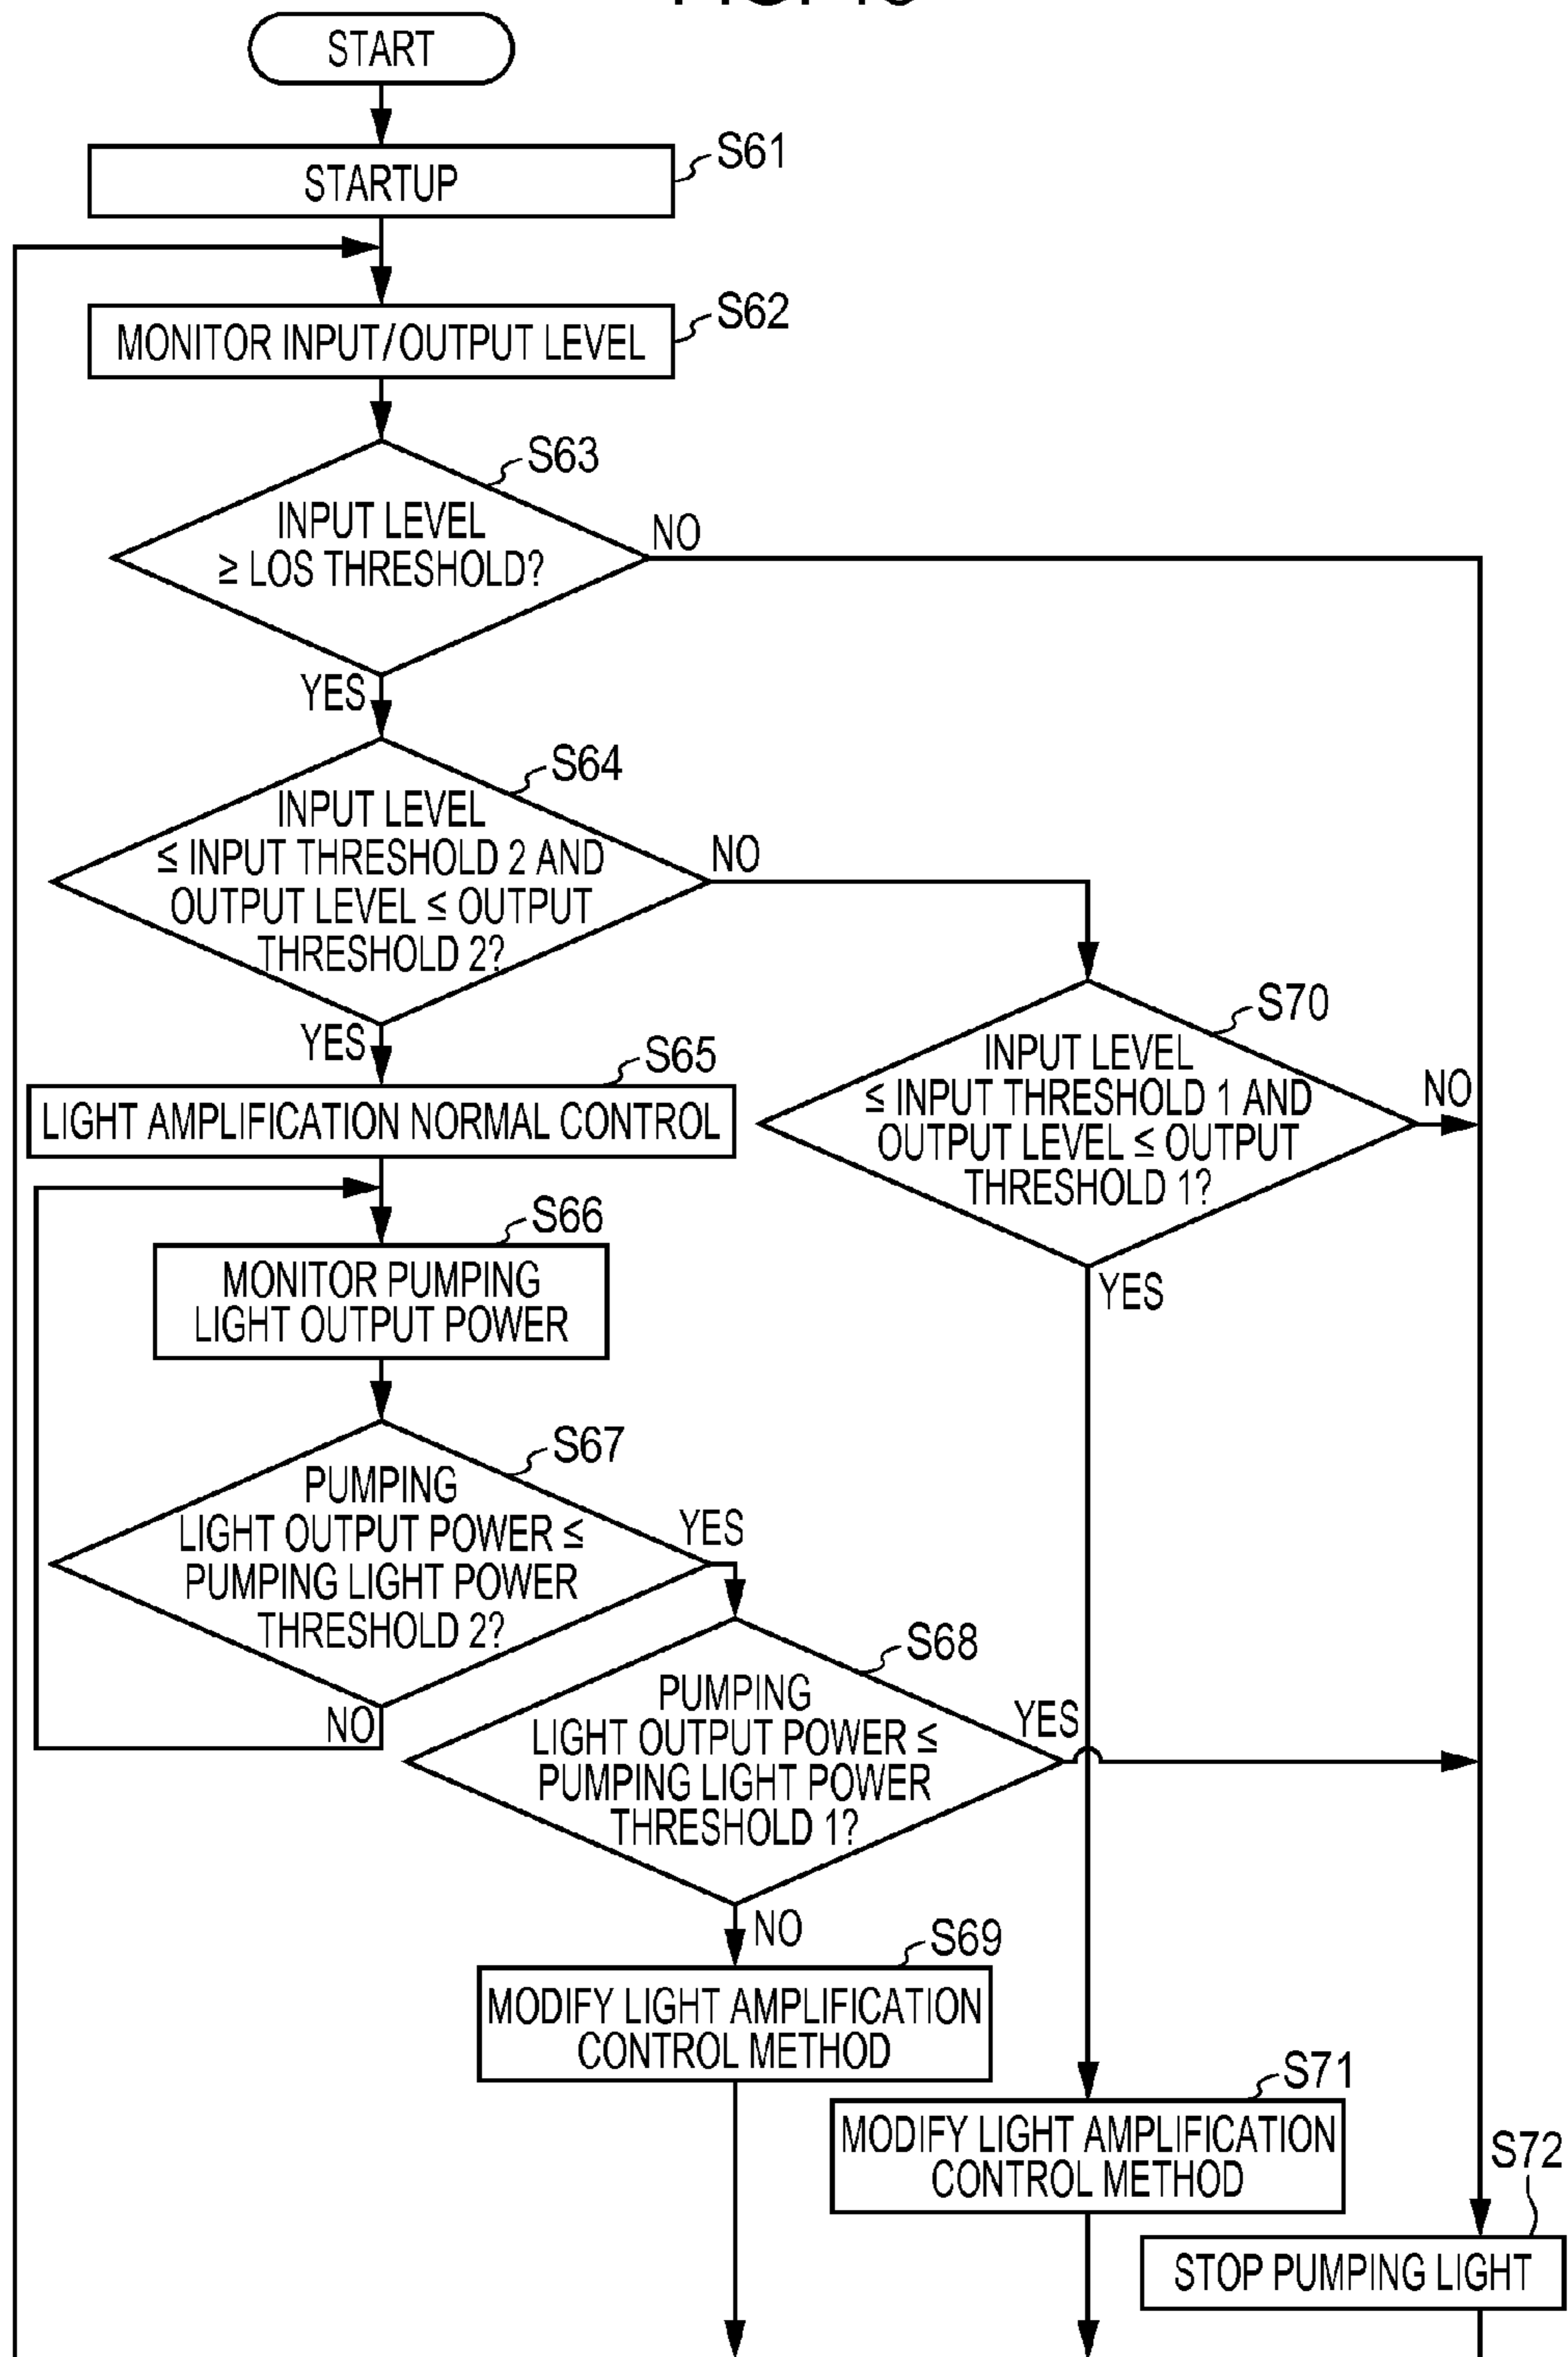 START
S61
STARTUP
S62
MONITOR INPUT/OUTPUT LEVEL
S63
INPUT LEVEL
≥ LOS THRESHOLD?
NO
YES
S64
INPUT LEVEL
≤ INPUT THRESHOLD 2 AND
OUTPUT LEVEL ≤ OUTPUT
THRESHOLD 2?
NO
YES
S70
INPUT LEVEL
≤ INPUT THRESHOLD 1 AND
OUTPUT LEVEL ≤ OUTPUT
THRESHOLD 1?
NO
YES
S65
LIGHT AMPLIFICATION NORMAL CONTROL
S66
MONITOR PUMPING
LIGHT OUTPUT POWER
S67
PUMPING
LIGHT OUTPUT POWER ≤
PUMPING LIGHT POWER
THRESHOLD 2?
YES
NO
S68
PUMPING
LIGHT OUTPUT POWER ≤
PUMPING LIGHT POWER
THRESHOLD 1?
YES
NO
S69
MODIFY LIGHT AMPLIFICATION
CONTROL METHOD
S71
MODIFY LIGHT AMPLIFICATION
CONTROL METHOD
S72
STOP PUMPING LIGHT